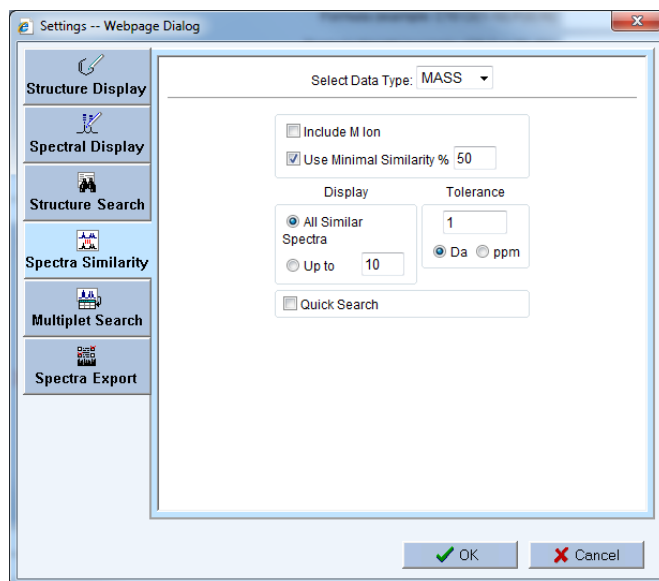 Settings -- Webpage Dialog
Structure Display
Spectral Display
Structure Search
Spectra Similarity
Multiplet Search
Spectra Export
Select Data Type: MASS
Include M Ion
Use Minimal Similarity % 50
Display
Tolerance
All Similar
Spectra
Up to 10
1
Da ppm
Quick Search
OK
Cancel